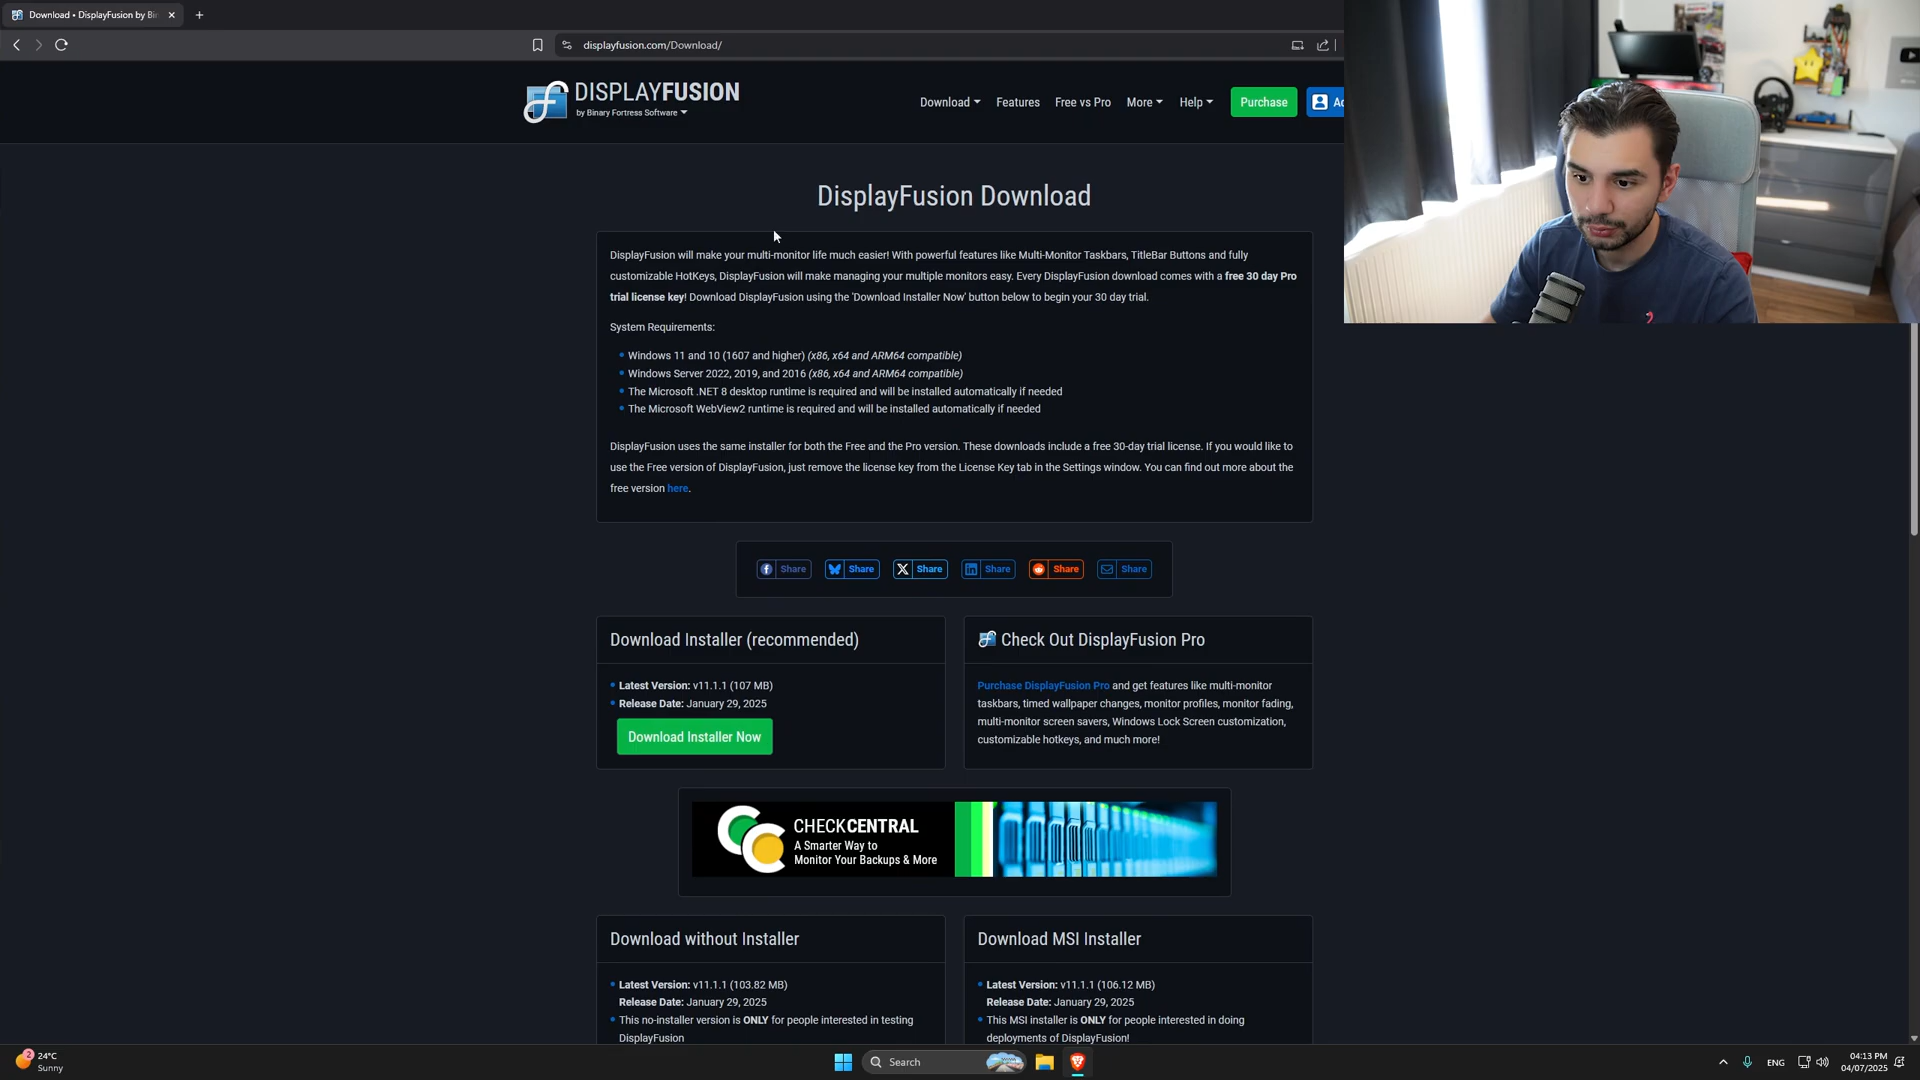 Download • DisplayFusion by Bi
displayfusion.com/Download/
DISPLAYFUSION
by Binary Fortress Software
Download
Features
Free vs Pro
More
Help
Purchase
DisplayFusion Download
DisplayFusion will make your multi-monitor life much easier! With powerful features like Multi-Monitor Taskbars, TitleBar Buttons and fully
customizable HotKeys, DisplayFusion will make managing your multiple monitors easy. Every DisplayFusion download comes with a free 30 day Pro
trial license key! Download DisplayFusion using the 'Download Installer Now' button below to begin your 30 day trial.
System Requirements:
Windows 11 and 10 (1607 and higher) (x86, x64 and ARM64 compatible)
Windows Server 2022, 2019, and 2016 (x86, x64 and ARM64 compatible)
The Microsoft .NET 8 desktop runtime is required and will be installed automatically if needed
The Microsoft WebView2 runtime is required and will be installed automatically if needed
DisplayFusion uses the same installer for both the Free and the Pro version. These downloads include a free 30-day trial license. If you would like to
use the Free version of DisplayFusion, just remove the license key from the License Key tab in the Settings window. You can find out more about the
free version here.
Share
Share
Share
Share
Share
Share
Download Installer (recommended)
Latest Version: v11.1.1 (107 MB)
Release Date: January 29, 2025
Download Installer Now
Check Out DisplayFusion Pro
Purchase DisplayFusion Pro and get features like multi-monitor
taskbars, timed wallpaper changes, monitor profiles, monitor fading,
multi-monitor screen savers, Windows Lock Screen customization,
customizable hotkeys, and much more!
CHECKCENTRAL
A Smarter Way to
Monitor Your Backups & More
Download without Installer
Latest Version: v11.1.1 (103.82 MB)
Release Date: January 29, 2025
This no-installer version is ONLY for people interested in testing
DisplayFusion
Download MSI Installer
Latest Version: v11.1.1 (106.12 MB)
Release Date: January 29, 2025
This MSI installer is ONLY for people interested in doing
deployments of DisplayFusion!
2
24°C
Sunny
Search
ENG
04:13 PM
04/07/2025